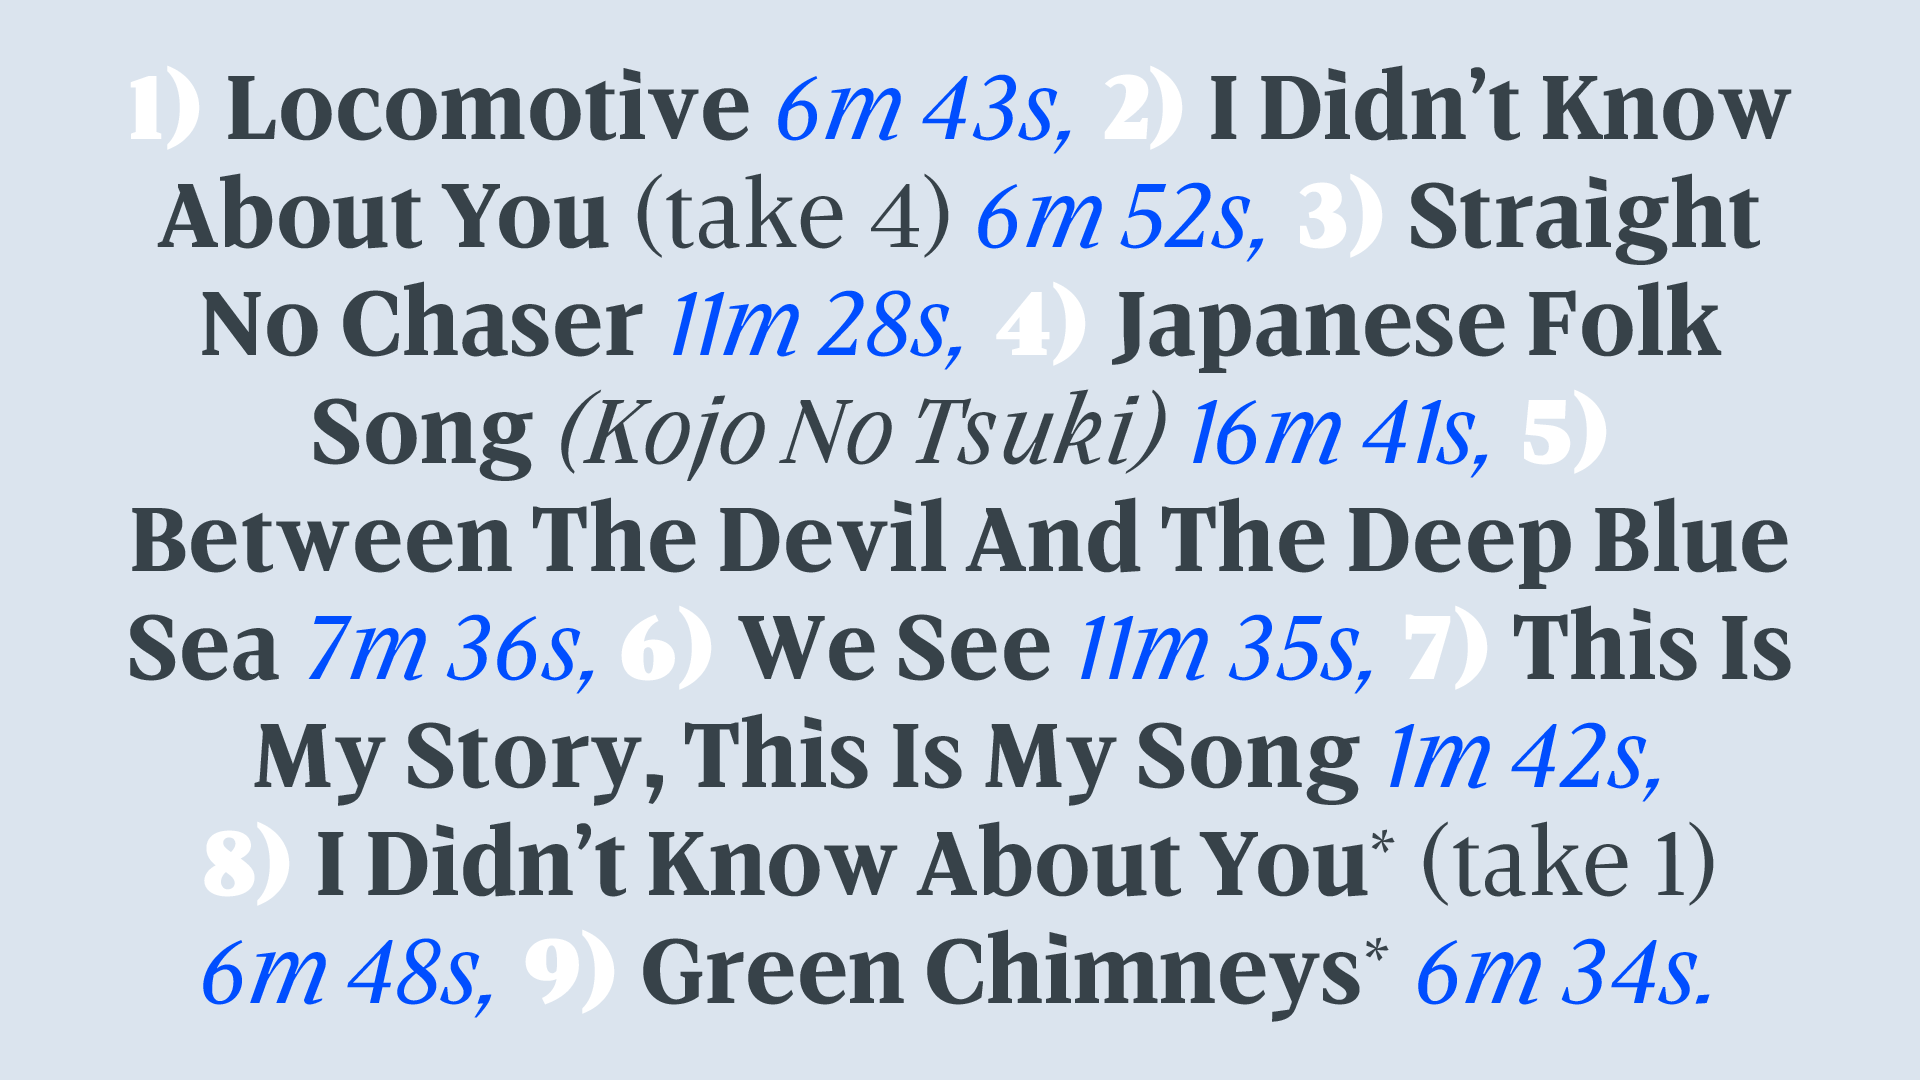 1) Locomotive 6m 43s, 2) I Didn’t Know
About You (take 4) 6m 52s, 3) Straight
No Chaser 11m 28s, 4) Japanese Folk
Song (Kojo No Tsuki) 16m 41s, 5)
Between The Devil And The Deep Blue
Sea 7m 36s, 6) We See 11m 35s, 7) This Is
My Story, This Is My Song 1m 42s,
8) I Didn’t Know About You* (take 1)
6m 48s, 9) Green Chimneys* 6m 34s.